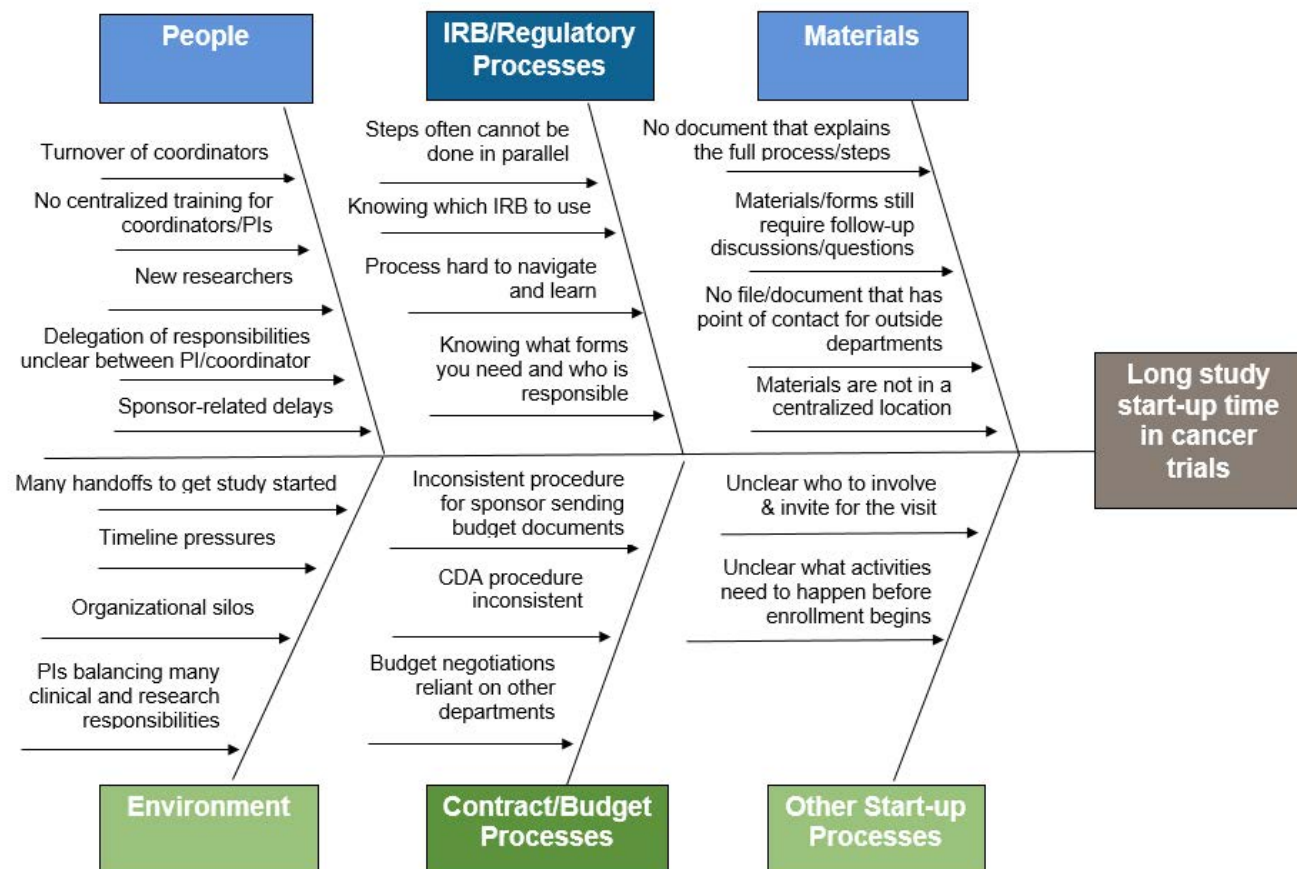 People
IRB/Regulatory
Processes
Materials
Turnover of coordinators
No centralized training for
coordinators/PIs
New researchers
Delegation of responsibilities
unclear between PI/coordinator
Sponsor-related delays
Steps often cannot be
done in parallel
Knowing which IRB to use
Process hard to navigate
and learn
Knowing what forms
you need and who is
responsible
No document that explains
the full process/steps
Materials/forms still
require follow-up
discussions/questions
No file/document that has
point of contact for outside
departments
Materials are not in a
centralized location
Long study
start-up time
in cancer
trials
Many handoffs to get study started
Timeline pressures
Organizational silos
PIs balancing many
clinical and research
responsibilities
Inconsistent procedure
for sponsor sending
budget documents
CDA procedure
inconsistent
Budget negotiations
reliant on other
departments
Unclear who to involve
& invite for the visit
Unclear what activities
need to happen before
enrollment begins
Environment
Contract/Budget
Processes
Other Start-up
Processes